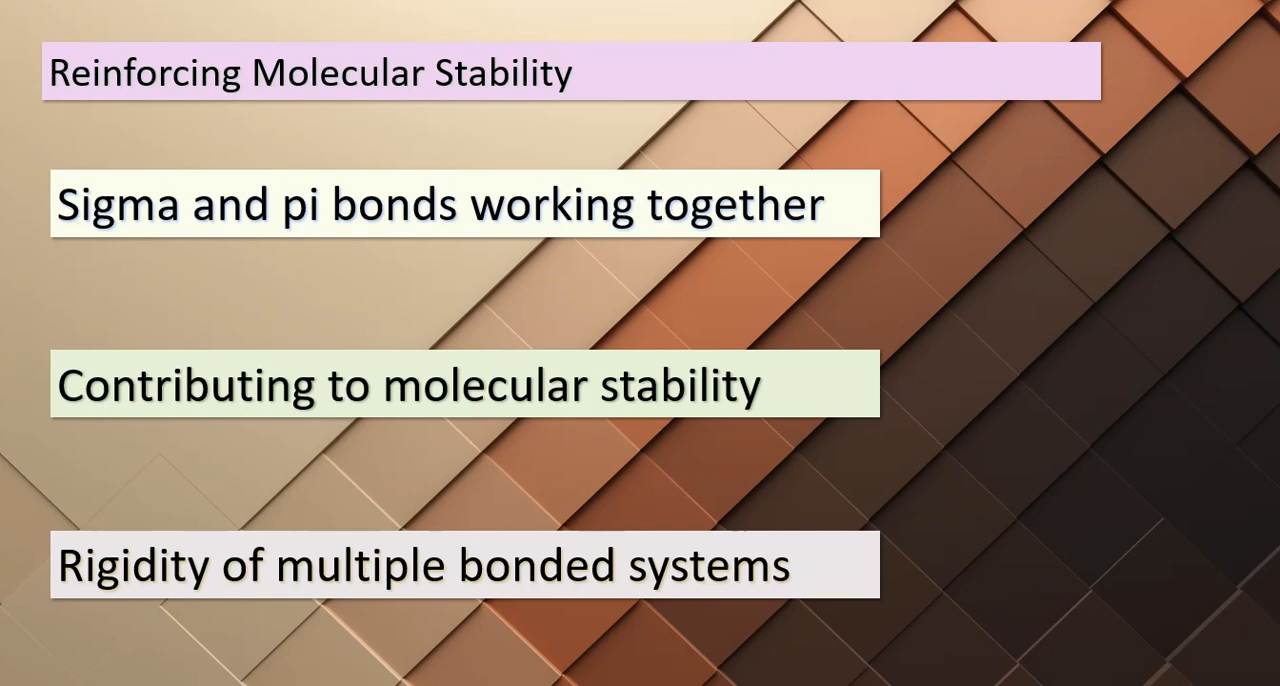 Reinforcing Molecular Stability
Sigma and pi bonds working together
Contributing to molecular stability
Rigidity of multiple bonded systems